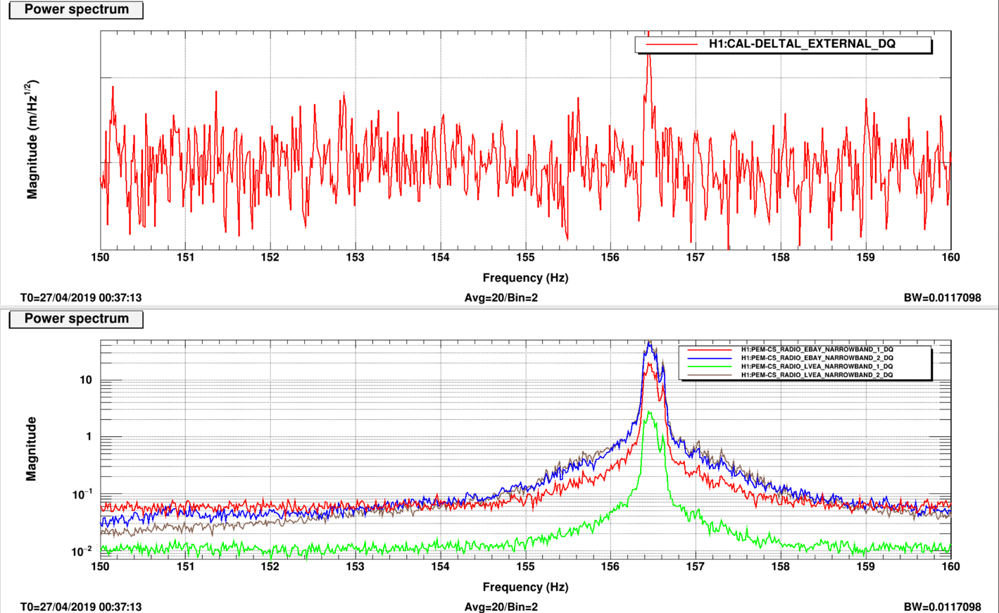 Power spectrum
H1:CAL-DELTAL_EXTERNAL_DQ
Magnitude (m/Hz1/2)
150 151 152 153 154 155 156 157 158 159 160
Frequency (Hz)
T0=27/04/2019 00:37:13 Avg=20/Bin=2 BW=0.0117098
Power spectrum
H1:PEM-CS_RADIO_EBAY_NARROWBAND_1_DQ
H1:PEM-CS_RADIO_EBAY_NARROWBAND_2_DQ
H1:PEM-CS_RADIO_LVEA_NARROWBAND_1_DQ
H1:PEM-CS_RADIO_LVEA_NARROWBAND_2_DQ
Magnitude
10
1
10−1
10−2
150 151 152 153 154 155 156 157 158 159 160
Frequency (Hz)
T0=27/04/2019 00:37:13 Avg=20/Bin=2 BW=0.0117098